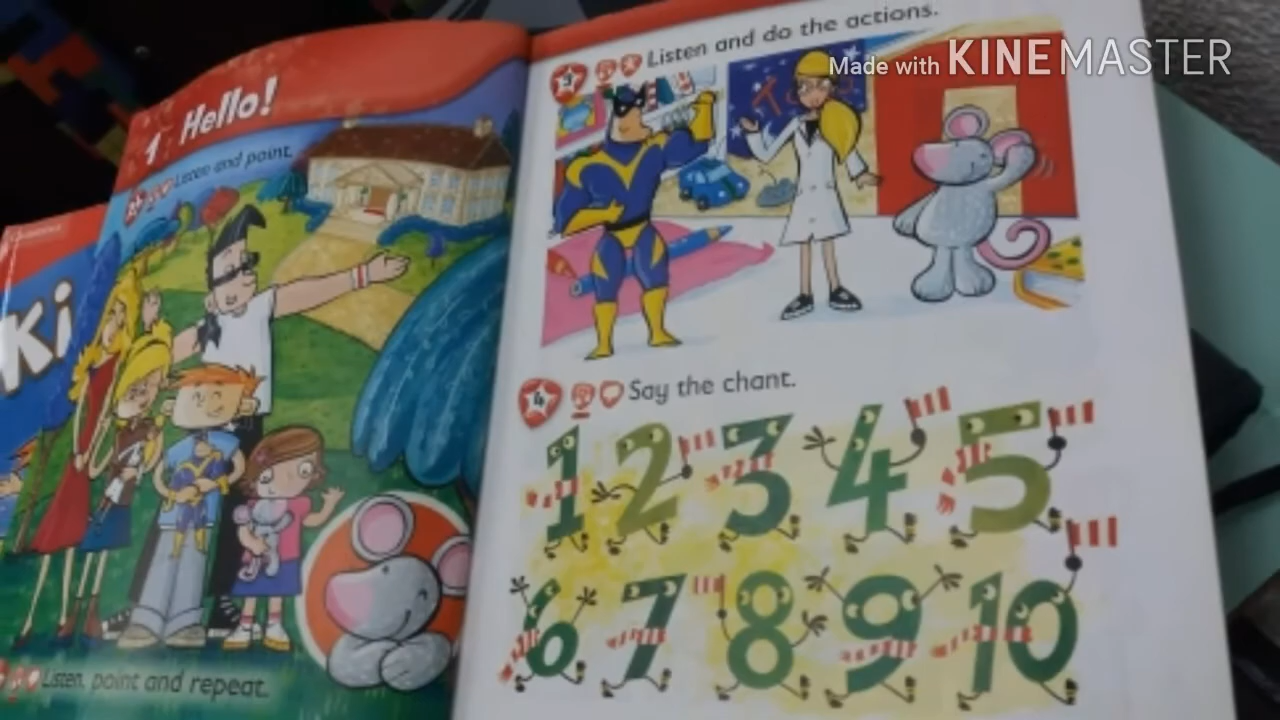 Made with KINEMASTER
Ki
1 Hello!
Listen and point.
Listen, point and repeat.
3 Listen and do the actions.
4 Say the chant.
1 2 3 4 5
6 7 8 9 10